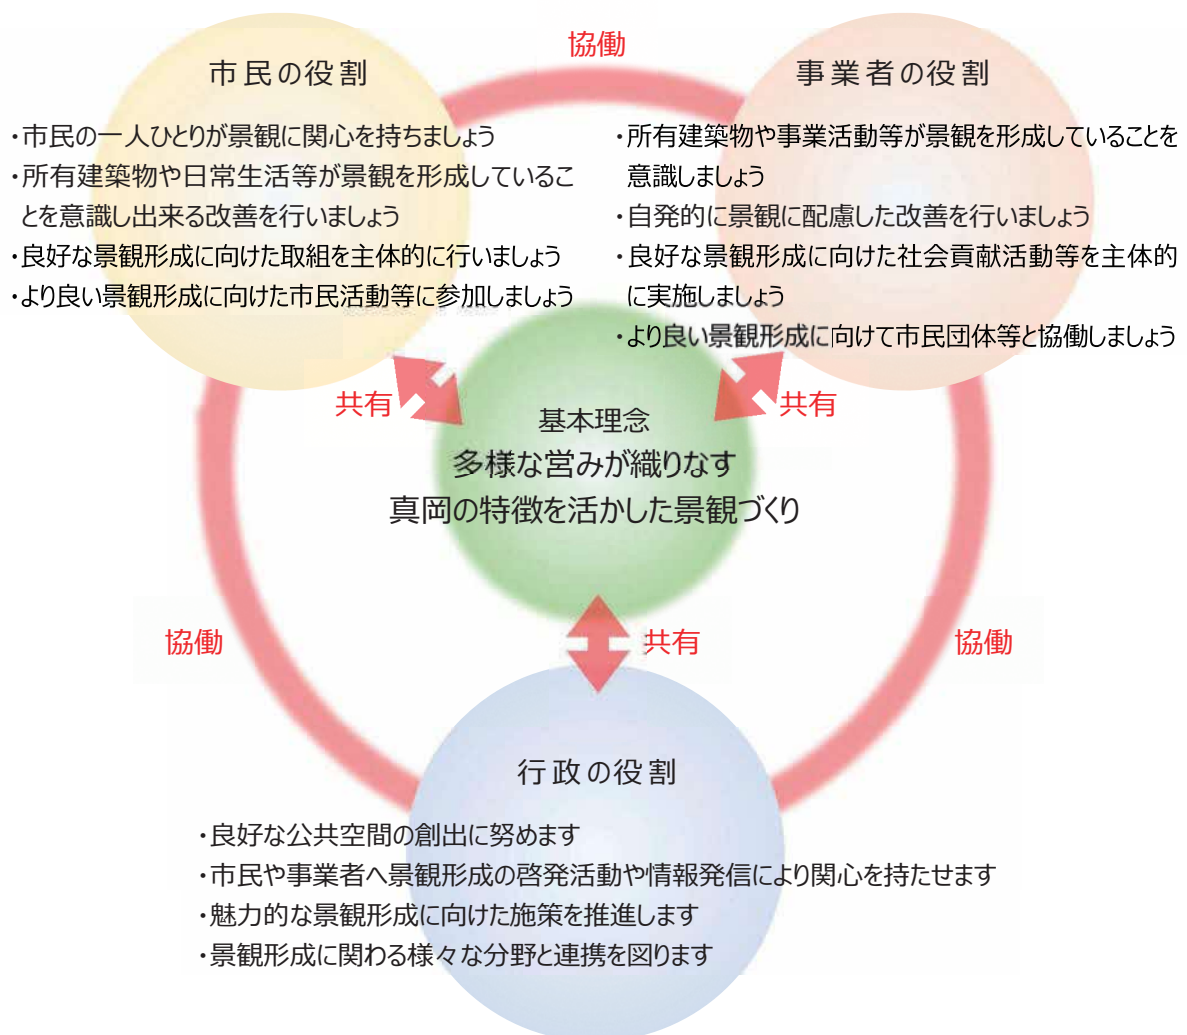 協働
市民の役割
・市民の一人ひとりが景観に関心を持ちましょう
・所有建築物や日常生活等が景観を形成しているこ
とを意識し出来る改善を行いましょう
・良好な景観形成に向けた取組を主体的に行いましょう
・より良い景観形成に向けた市民活動等に参加しましょう
事業者の役割
・所有建築物や事業活動等が景観を形成していることを
意識しましょう
・自発的に景観に配慮した改善を行いましょう
・良好な景観形成に向けた社会貢献活動等を主体的
に実施しましょう
・より良い景観形成に向けて市民団体等と協働しましょう
共有
共有
基本理念
多様な営みが織りなす
真岡の特徴を活かした景観づくり
協働
共有
協働
行政の役割
・良好な公共空間の創出に努めます
・市民や事業者へ景観形成の啓発活動や情報発信により関心を持たせます
・魅力的な景観形成に向けた施策を推進します
・景観形成に関わる様々な分野と連携を図ります